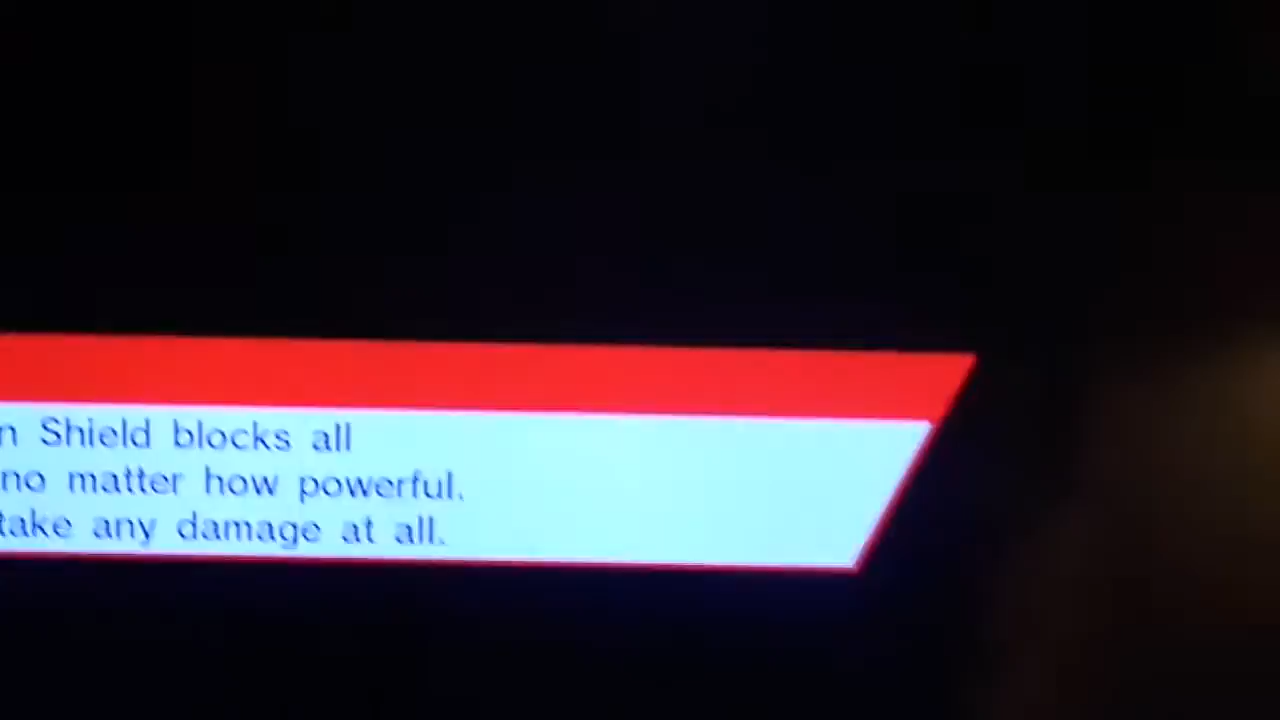 n Shield blocks all
no matter how powerful.
take any damage at all.